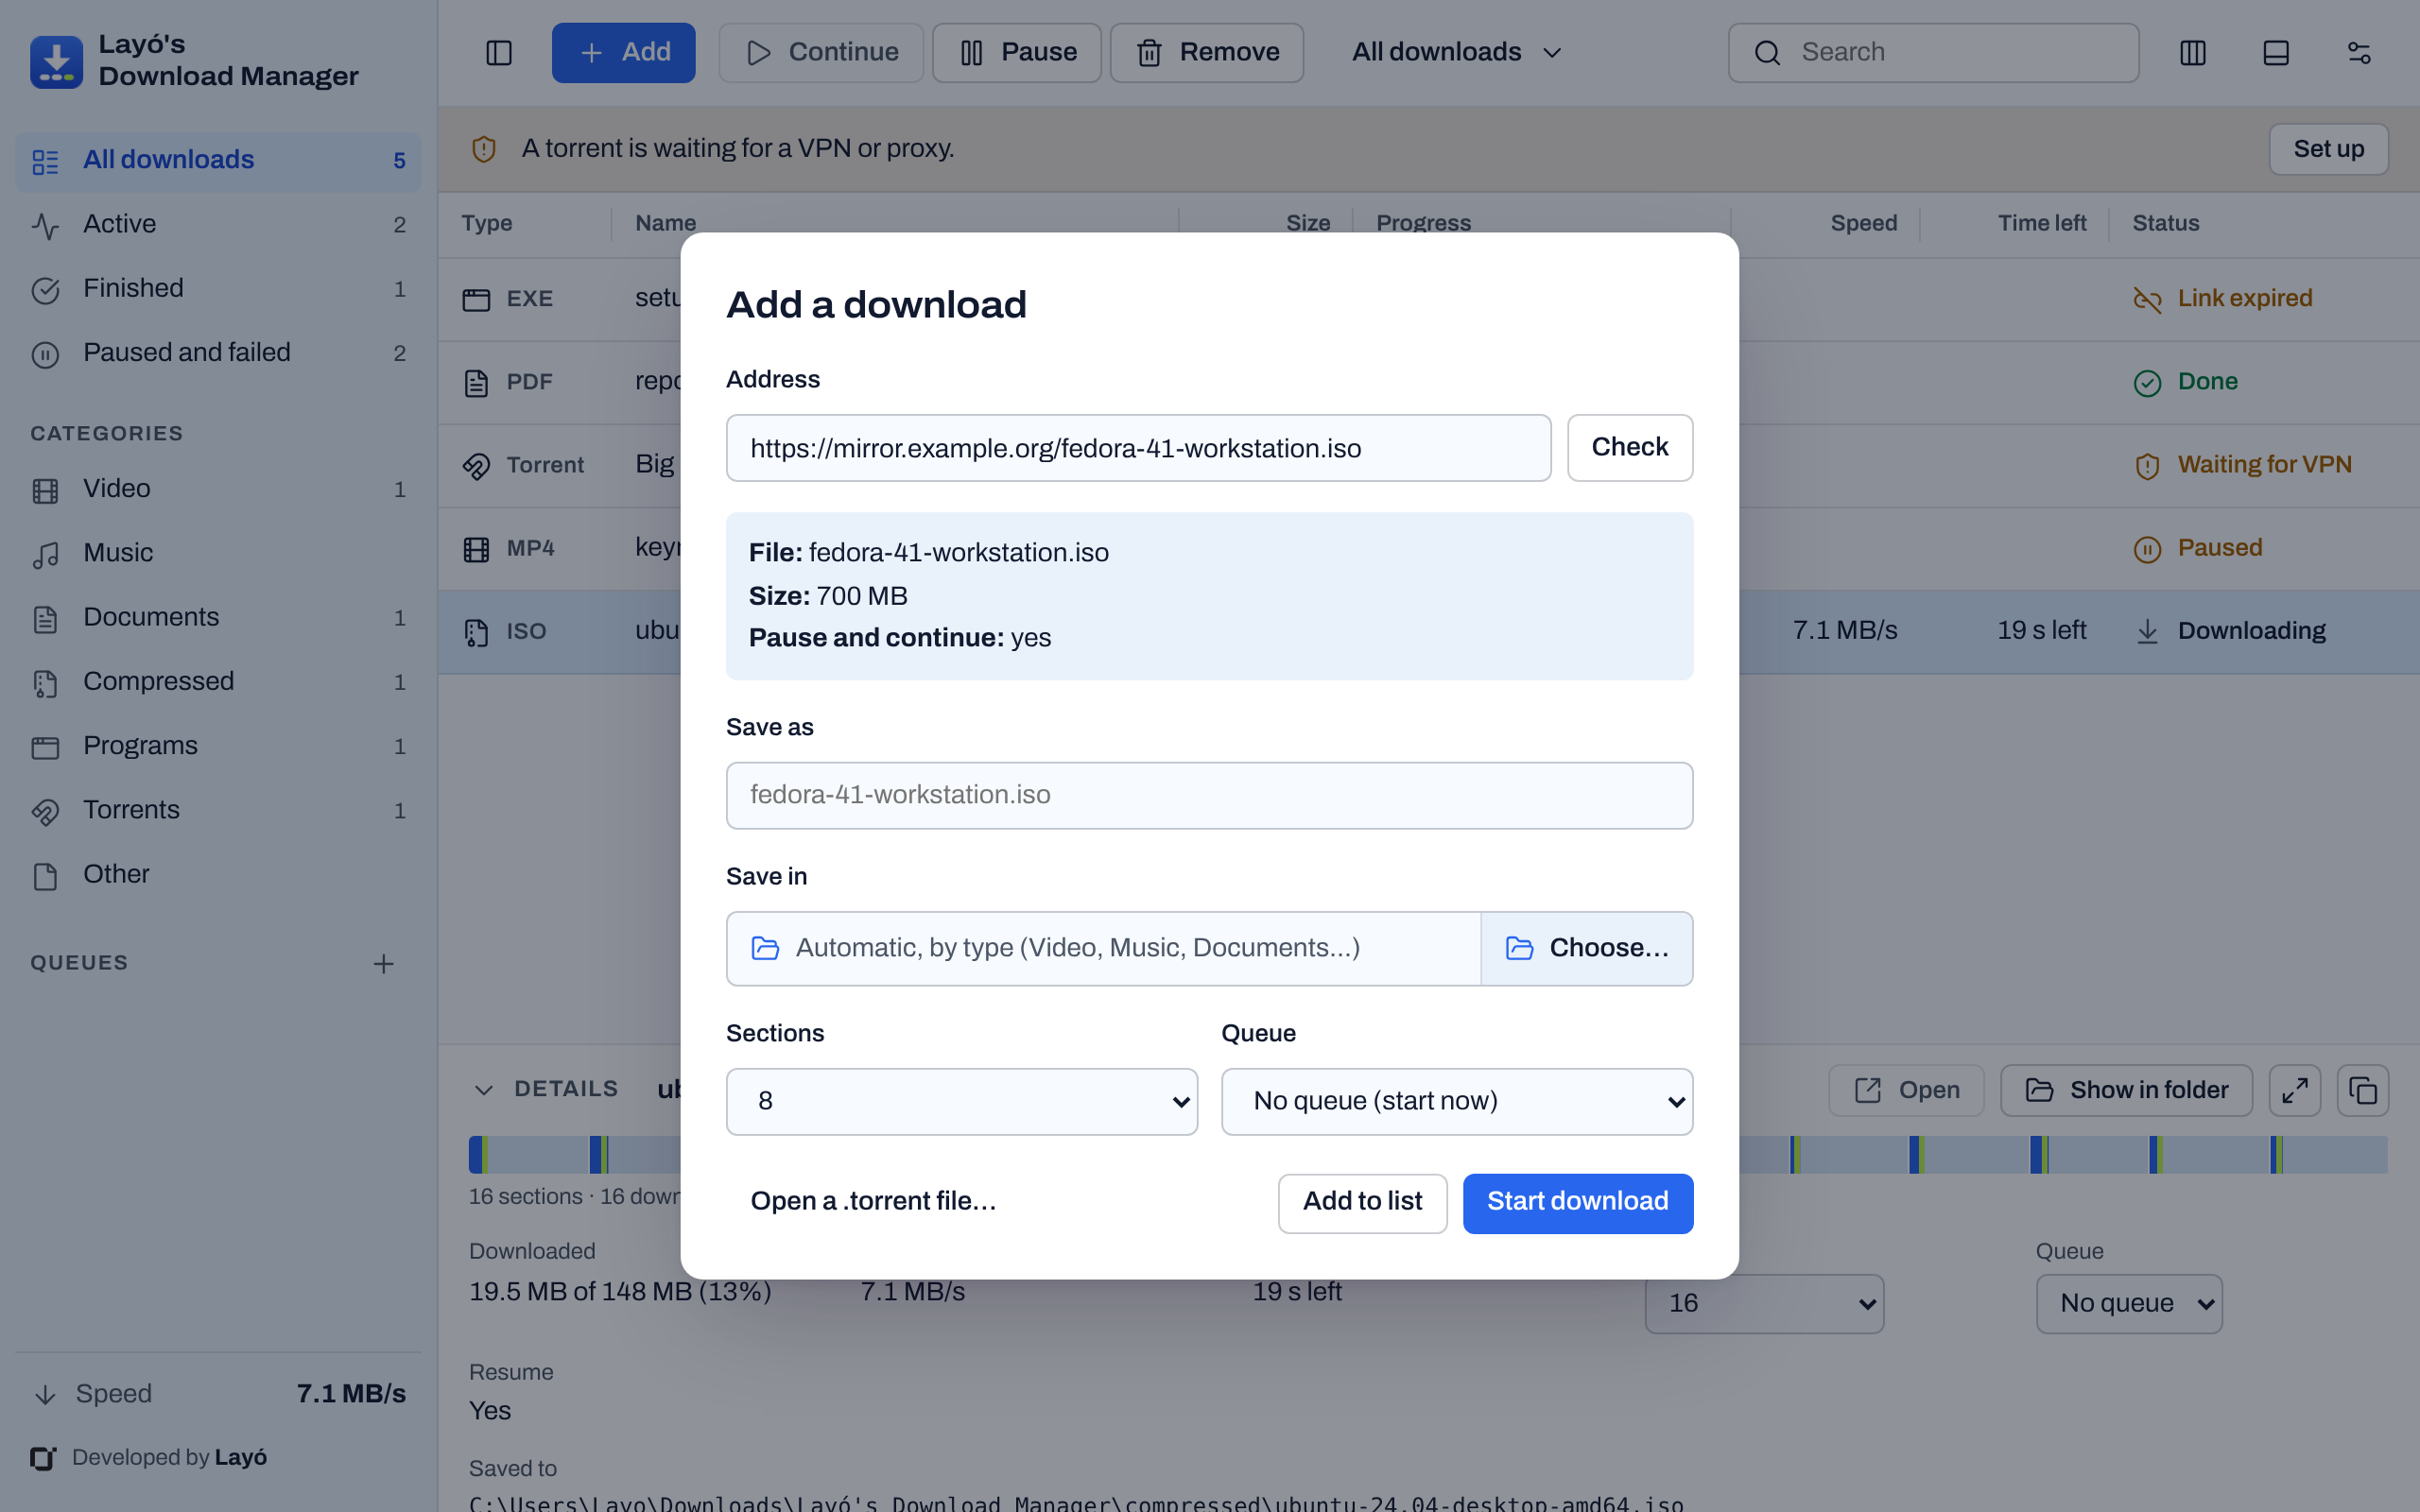 Layó's
Download Manager
Add
Continue
Pause
Remove
All downloads
Search
All downloads 5
Active 2
Finished 1
Paused and failed 2
CATEGORIES
Video 1
Music
Documents 1
Compressed 1
Programs 1
Torrents 1
Other
QUEUES
Speed 7.1 MB/s
Developed by Layó
A torrent is waiting for a VPN or proxy.
Set up
Type Name Size Progress Speed Time left Status
EXE Link expired
PDF Done
Torrent Big Waiting for VPN
MP4 Paused
ISO 7.1 MB/s 19 s left Downloading
Add a download
Address
https://mirror.example.org/fedora-41-workstation.iso
Check
File: fedora-41-workstation.iso
Size: 700 MB
Pause and continue: yes
Save as
fedora-41-workstation.iso
Save in
Automatic, by type (Video, Music, Documents...)
Choose...
Sections Queue
8 No queue (start now)
Open a .torrent file...
Add to list
Start download
DETAILS
Open
Show in folder
16 sections · 16
Downloaded
19.5 MB of 148 MB (13%)
7.1 MB/s
19 s left
16
Queue
No queue
Resume
Yes
Saved to
C:\Users\Layo\Downloads\Layó's Download Manager\compressed\ubuntu-24.04-desktop-amd64.iso